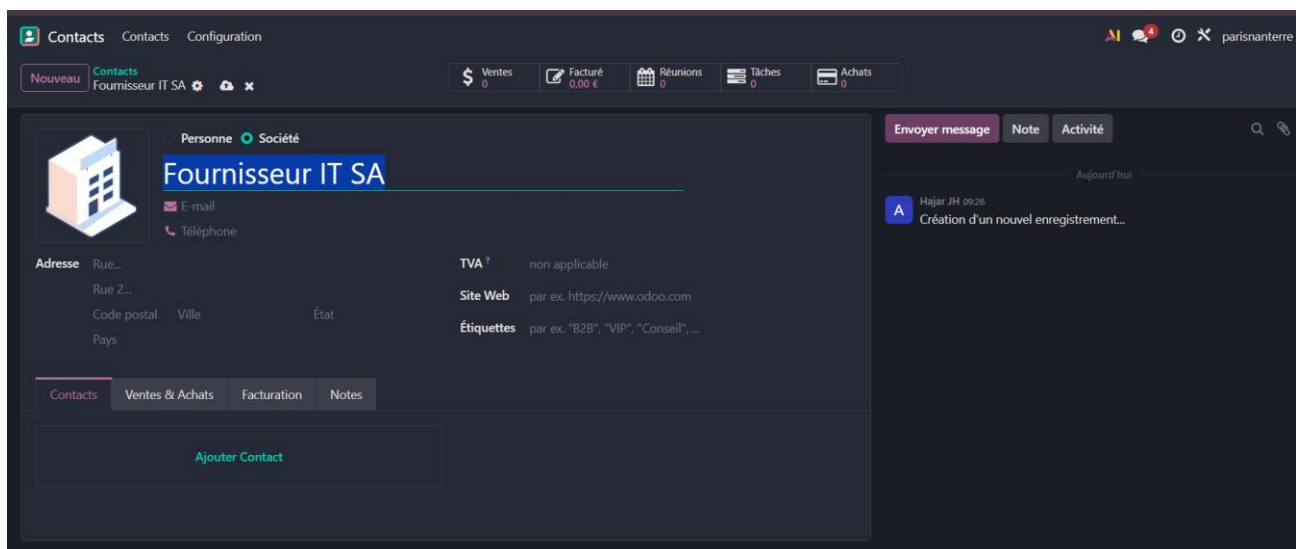 Contacts Contacts Configuration
AI 4 parisnanterre
Nouveau Contacts
Fournisseur IT SA
Ventes
0
Facturé
0,00 €
Réunions
0
Tâches
0
Achats
0
Personne Société
Fournisseur IT SA
E-mail
Téléphone
Adresse Rue...
Rue 2...
Code postal Ville État
Pays
TVA ? non applicable
Site Web par ex. https://www.odoo.com
Étiquettes par ex. "B2B", "VIP", "Conseil", ...
Contacts Ventes & Achats Facturation Notes
Ajouter Contact
Envoyer message Note Activité
Aujourd'hui
A
Hajar JH 09:26
Création d'un nouvel enregistrement...